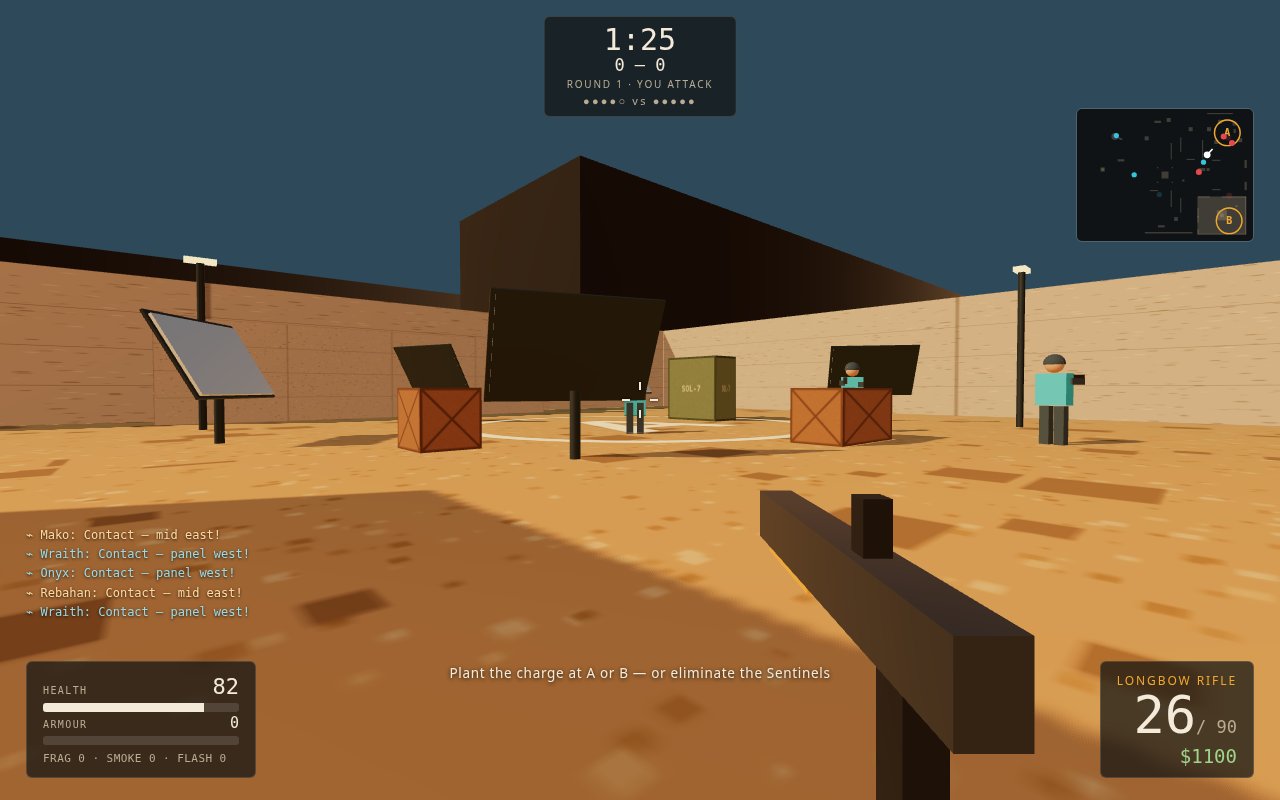 1:25
0 — 0
ROUND 1 · YOU ATTACK
●●●●○ VS ●●●●●
A
B
SOL-7
~ Mako: Contact — mid east!
~ Wraith: Contact — panel west!
~ Onyx: Contact — panel west!
~ Rebahan: Contact — mid east!
~ Wraith: Contact — panel west!
Plant the charge at A or B — or eliminate the Sentinels
HEALTH 82
ARMOUR 0
FRAG 0 · SMOKE 0 · FLASH 0
LONGBOW RIFLE
26 / 90
$1100